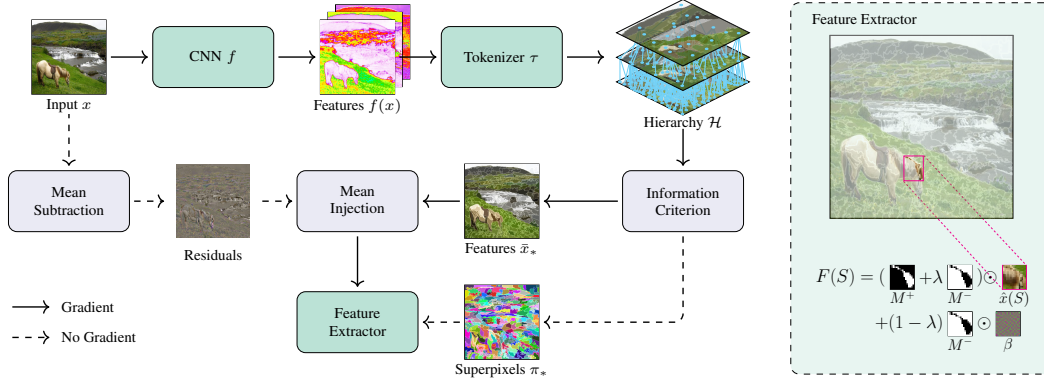 CNN f
Tokenizer τ
Input x
Features f(x)
Hierarchy ℋ
Mean
Subtraction
Residuals
Mean
Injection
Features x̄∗
Information
Criterion
Gradient
No Gradient
Feature
Extractor
Superpixels π∗
Feature Extractor
F(S) = ( M⁺ +λ M⁻ )⊙ x̂(S)
+(1 − λ) M⁻ ⊙ β